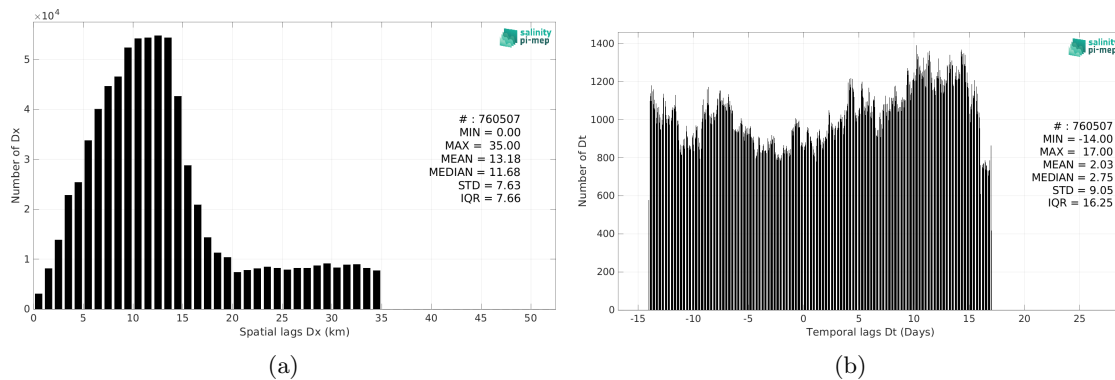 ×10⁴
salinity
pi-mep
5
4
3
2
1
0
Number of Dx
# : 760507
MIN = 0.00
MAX = 35.00
MEAN = 13.18
MEDIAN = 11.68
STD = 7.63
IQR = 7.66
0 5 10 15 20 25 30 35 40 45 50
Spatial lags Dx (km)
(a)
salinity
pi-mep
1400
1200
1000
800
600
400
200
0
Number of Dt
# : 760507
MIN = -14.00
MAX = 17.00
MEAN = 2.03
MEDIAN = 2.75
STD = 9.05
IQR = 16.25
-15 -10 -5 0 5 10 15 20 25
Temporal lags Dt (Days)
(b)